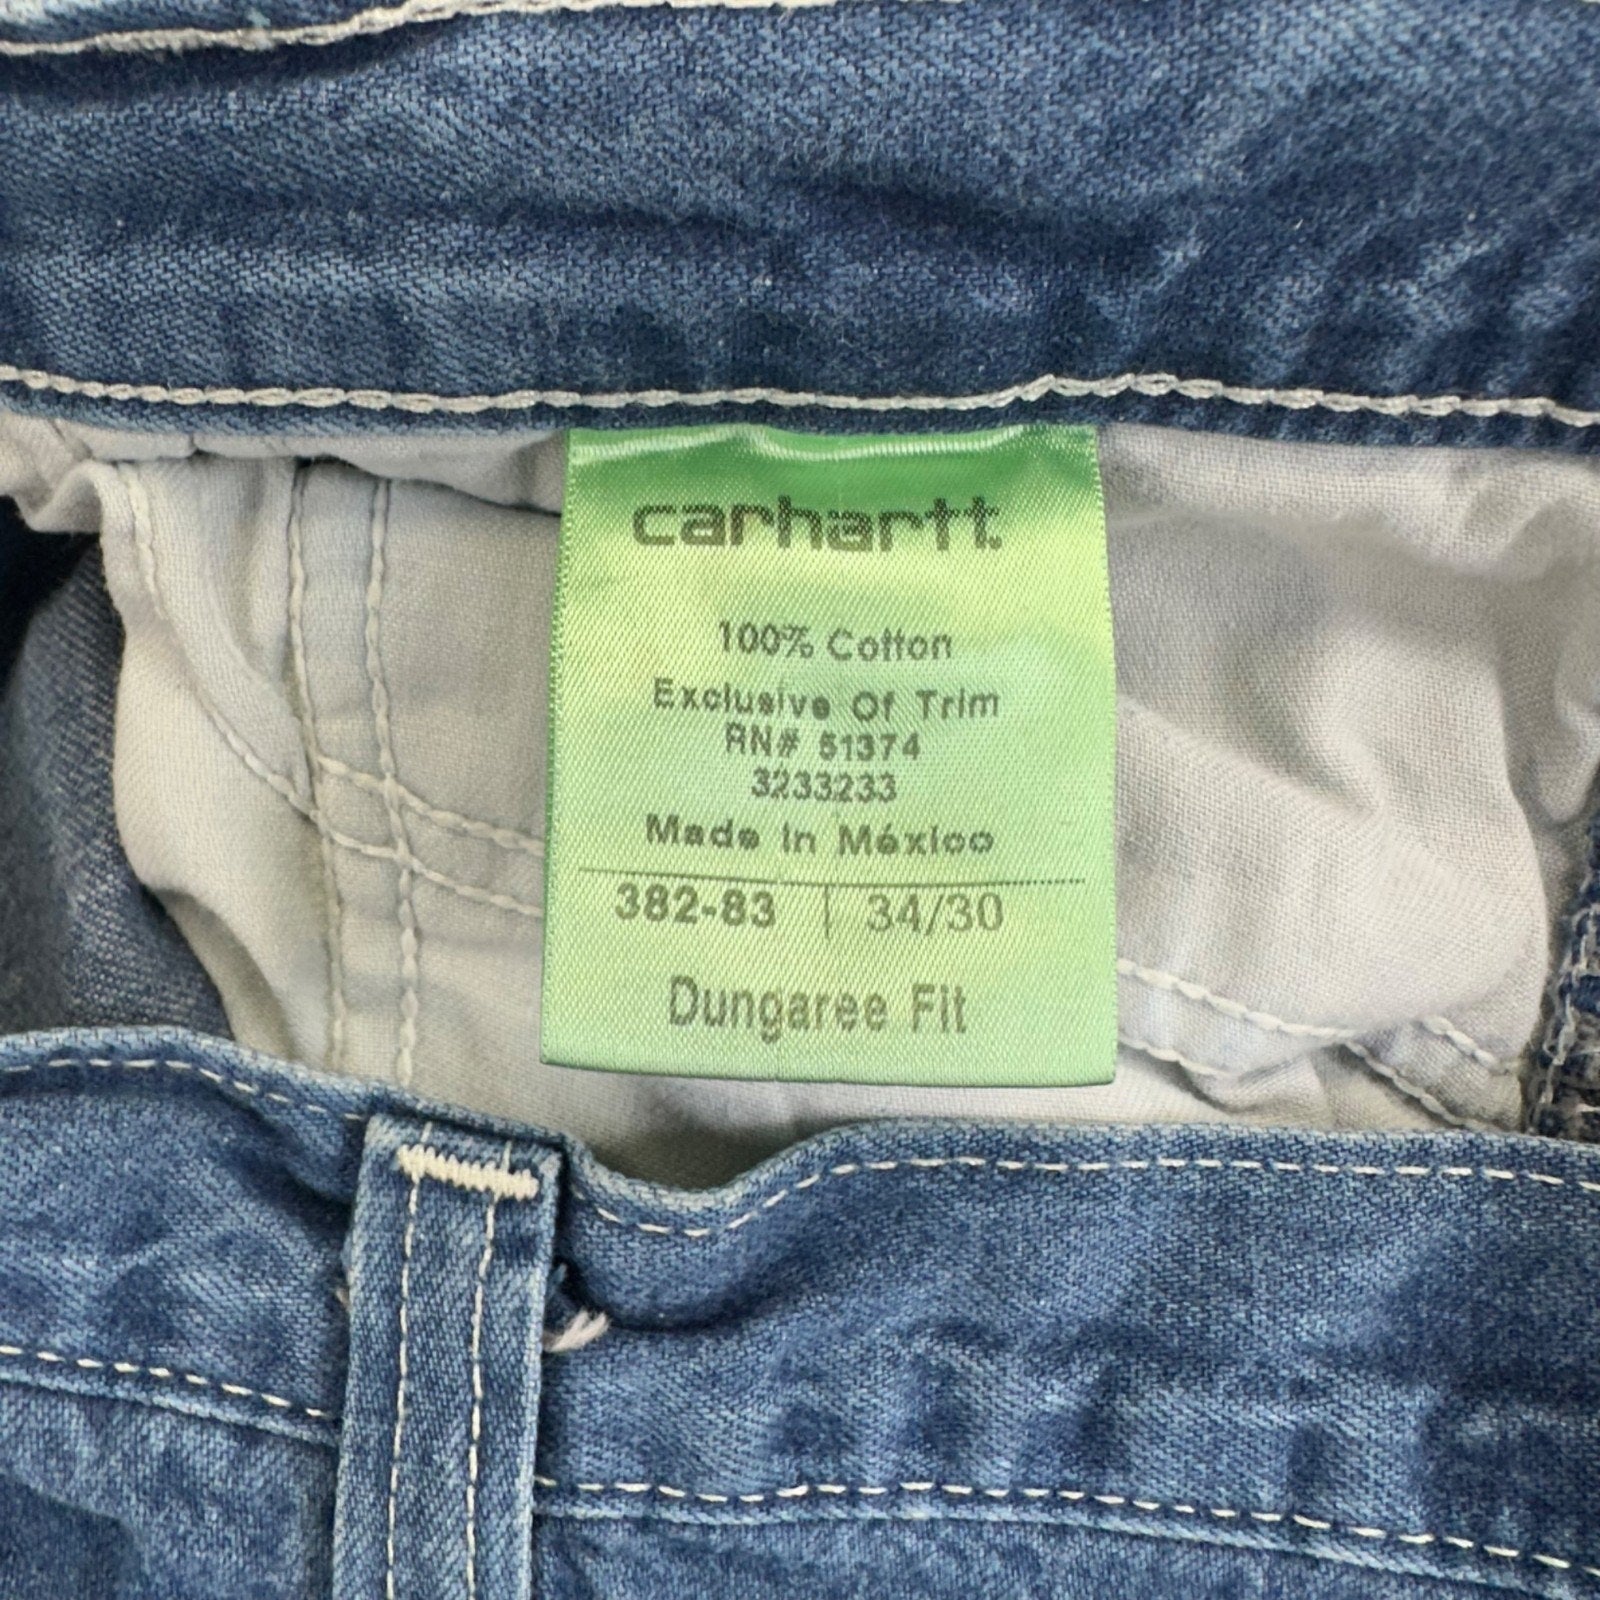 carhartt.
100% Cotton
Exclusive Of Trim
RN# 51374
3233233
Made In México
382-83 | 34/30
Dungaree Fit